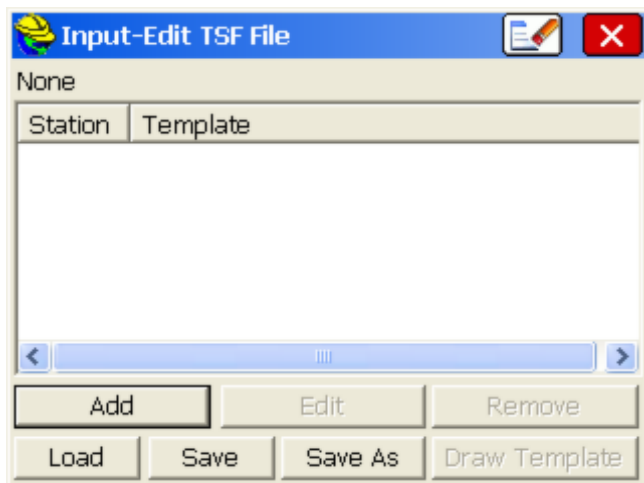 Input-Edit TSF File
None
Station Template
Add Edit Remove
Load Save Save As Draw Template